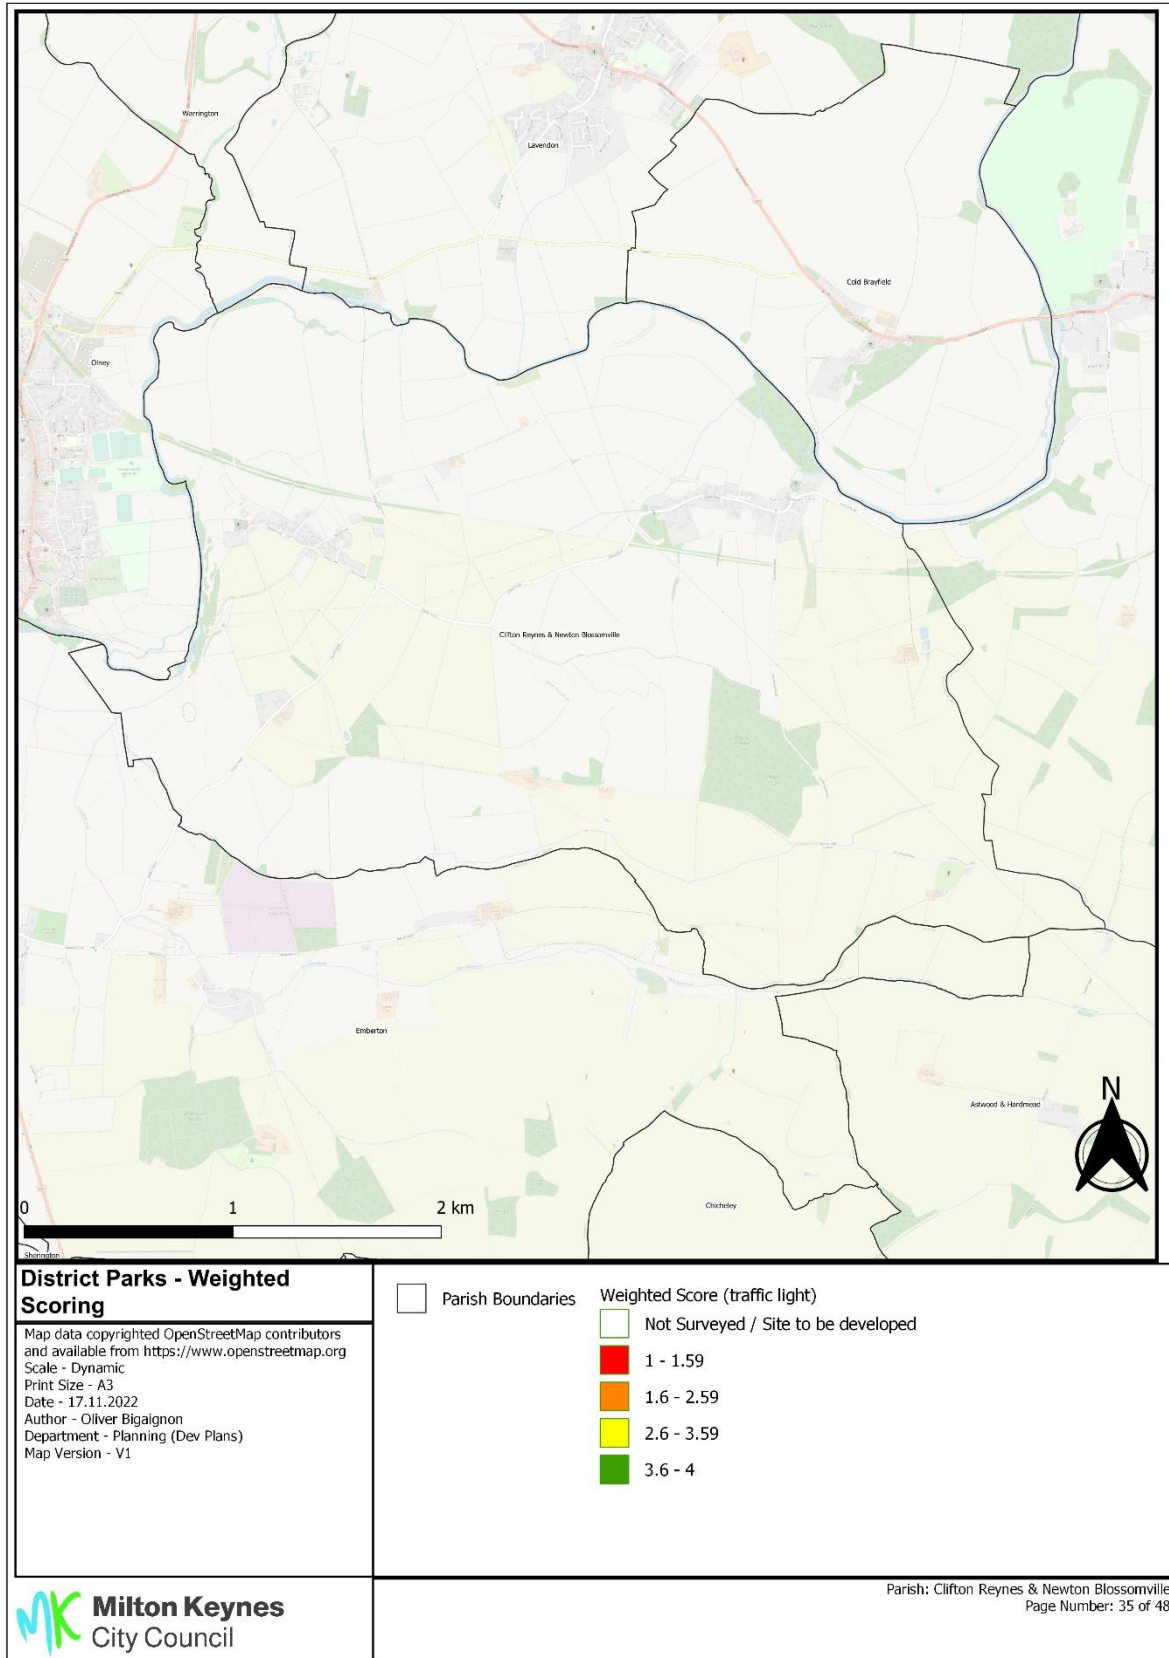 Warrington
Lavendon
Cold Brayfield
Olney
Clifton Reynes & Newton Blossomville
Emberton
Astwood & Hardmead
Chicheley
Sherington
N
0 1 2 km
District Parks - Weighted
Scoring
Map data copyrighted OpenStreetMap contributors
and available from https://www.openstreetmap.org
Scale - Dynamic
Print Size - A3
Date - 17.11.2022
Author - Oliver Bigaignon
Department - Planning (Dev Plans)
Map Version - V1
Parish Boundaries
Weighted Score (traffic light)
Not Surveyed / Site to be developed
1 - 1.59
1.6 - 2.59
2.6 - 3.59
3.6 - 4
MK Milton Keynes
City Council
Parish: Clifton Reynes & Newton Blossomville
Page Number: 35 of 48